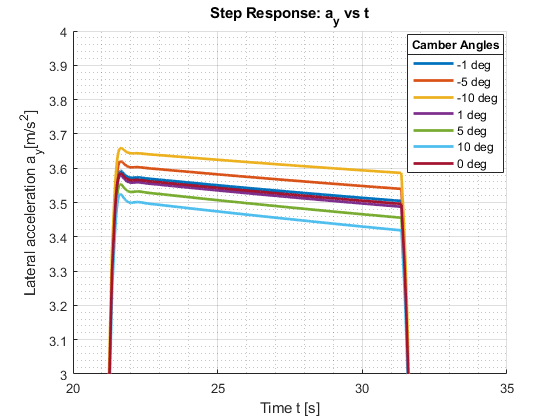 Step Response: a_y vs t
Lateral acceleration a_y[m/s^2]
4
3.9
3.8
3.7
3.6
3.5
3.4
3.3
3.2
3.1
3
20
25
30
35
Time t [s]
Camber Angles
-1 deg
-5 deg
-10 deg
1 deg
5 deg
10 deg
0 deg